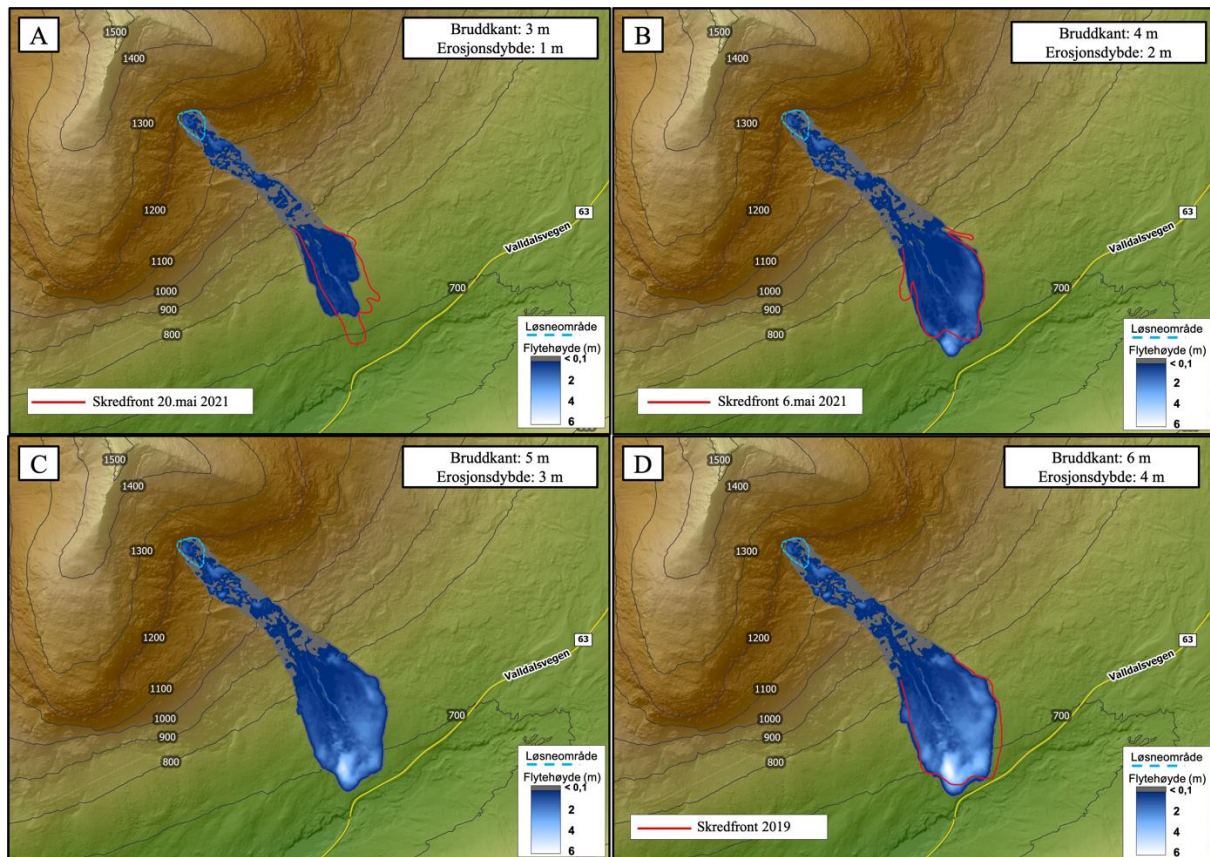 A
Bruddkant: 3 m
Erosjonsdybde: 1 m
1500
1400
1300
1200
1100
1000
900
800
700
63
Valldalsvegen
Løsneområde
Flytehøyde (m)
< 0,1
2
4
6
Skredfront 20.mai 2021
B
Bruddkant: 4 m
Erosjonsdybde: 2 m
1500
1400
1300
1200
1100
1000
900
800
700
63
Valldalsvegen
Løsneområde
Flytehøyde (m)
< 0,1
2
4
6
Skredfront 6.mai 2021
C
Bruddkant: 5 m
Erosjonsdybde: 3 m
1500
1400
1300
1200
1100
1000
900
800
700
63
Valldalsvegen
Løsneområde
Flytehøyde (m)
< 0,1
2
4
6
D
Bruddkant: 6 m
Erosjonsdybde: 4 m
1500
1400
1300
1200
1100
1000
900
800
700
63
Valldalsvegen
Løsneområde
Flytehøyde (m)
< 0,1
2
4
6
Skredfront 2019